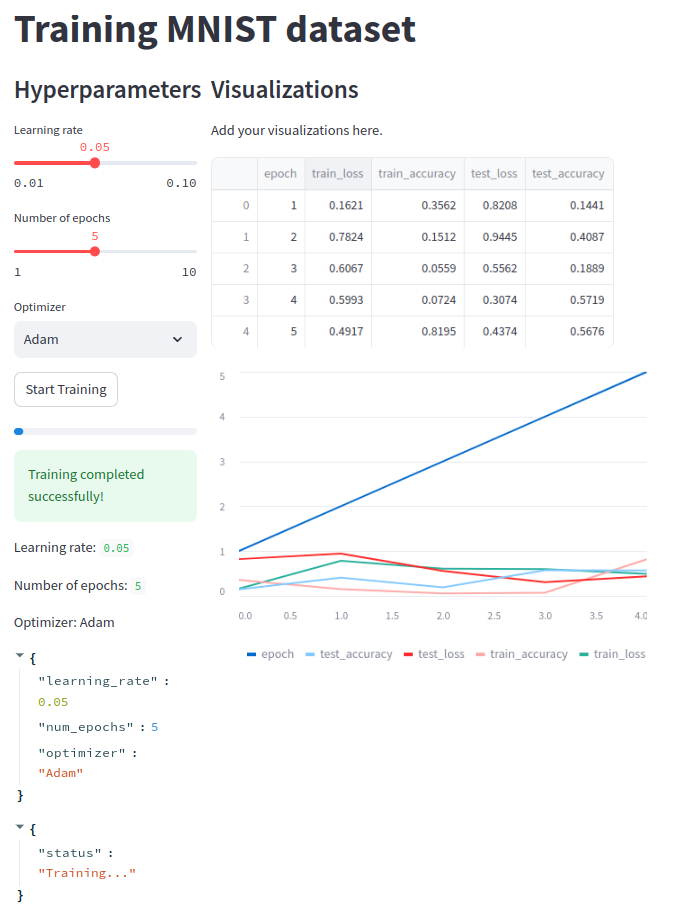 Training MNIST dataset
Hyperparameters
Learning rate
0.05
0.01 0.10
Number of epochs
5
1 10
Optimizer
Adam
Start Training
Training completed
successfully!
Learning rate: 0.05
Number of epochs: 5
Optimizer: Adam
{
"learning_rate" :
0.05
"num_epochs" : 5
"optimizer" :
"Adam"
}
{
"status" :
"Training..."
}
Visualizations
Add your visualizations here.
epoch train_loss train_accuracy test_loss test_accuracy
0 1 0.1621 0.3562 0.8208 0.1441
1 2 0.7824 0.1512 0.9445 0.4087
2 3 0.6067 0.0559 0.5562 0.1889
3 4 0.5993 0.0724 0.3074 0.5719
4 5 0.4917 0.8195 0.4374 0.5676
5
4
3
2
1
0
0.0 0.5 1.0 1.5 2.0 2.5 3.0 3.5 4.0
epoch test_accuracy test_loss train_accuracy train_loss